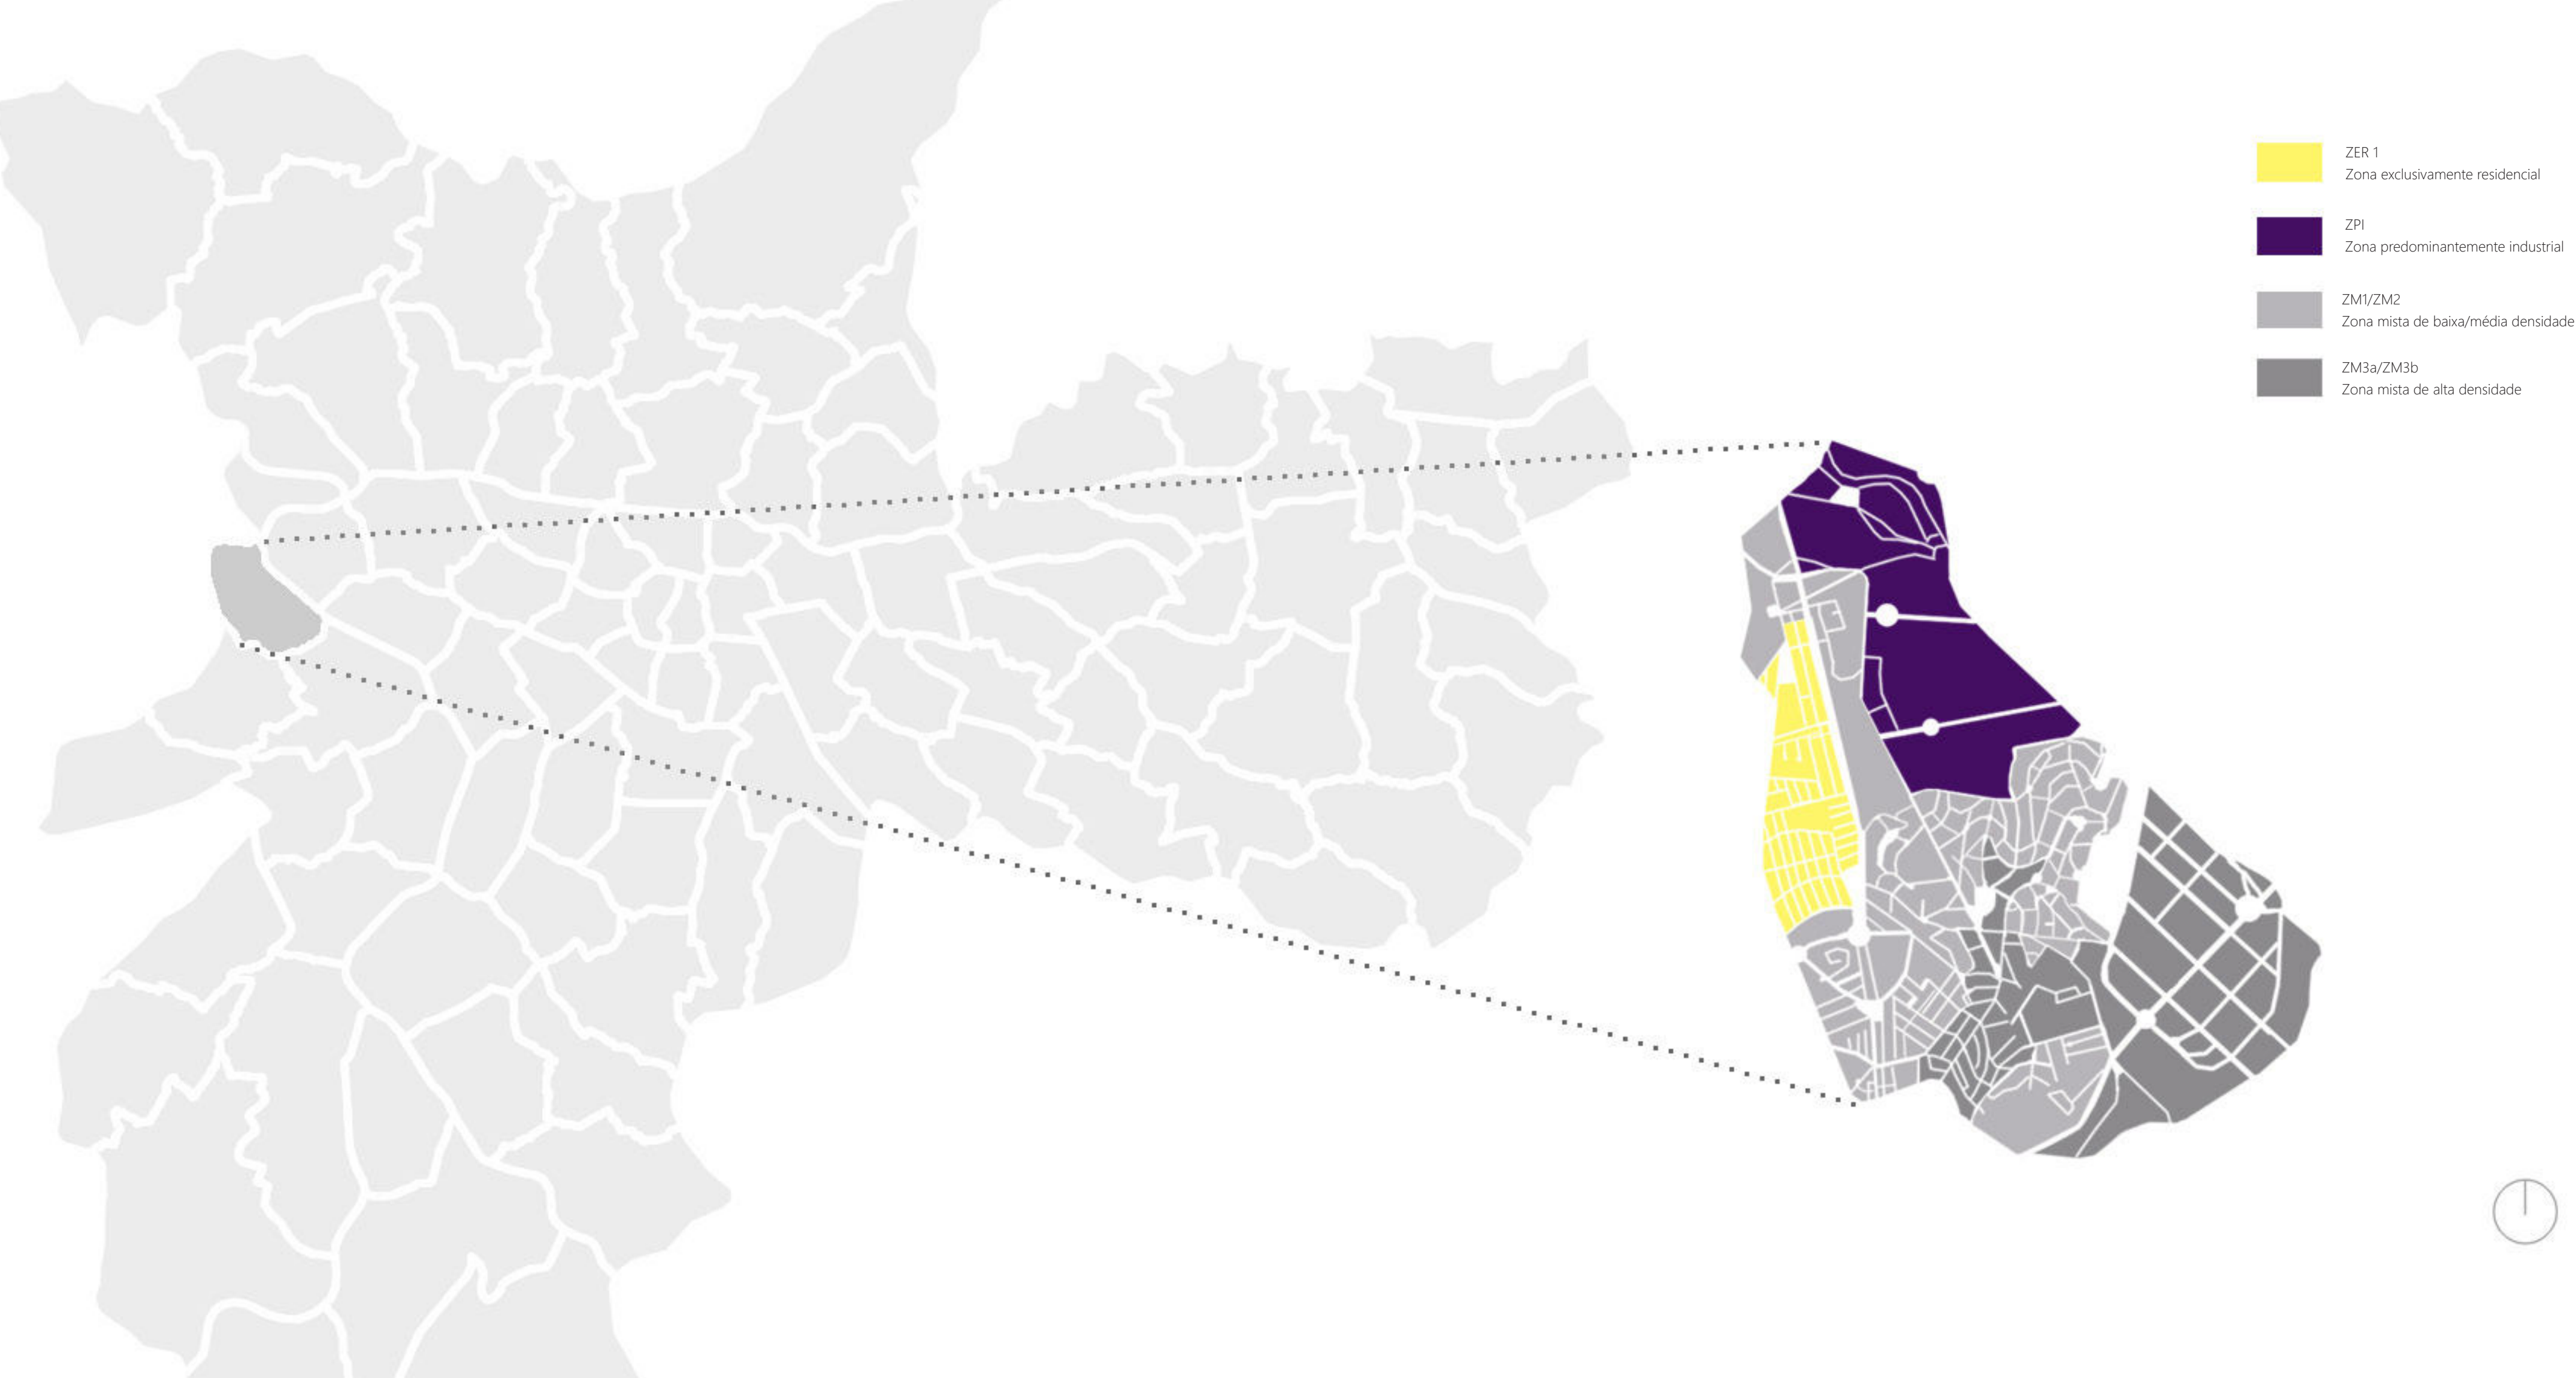 ZER 1
Zona exclusivamente residencial
ZPI
Zona predominantemente industrial
ZM1/ZM2
Zona mista de baixa/média densidade
ZM3a/ZM3b
Zona mista de alta densidade